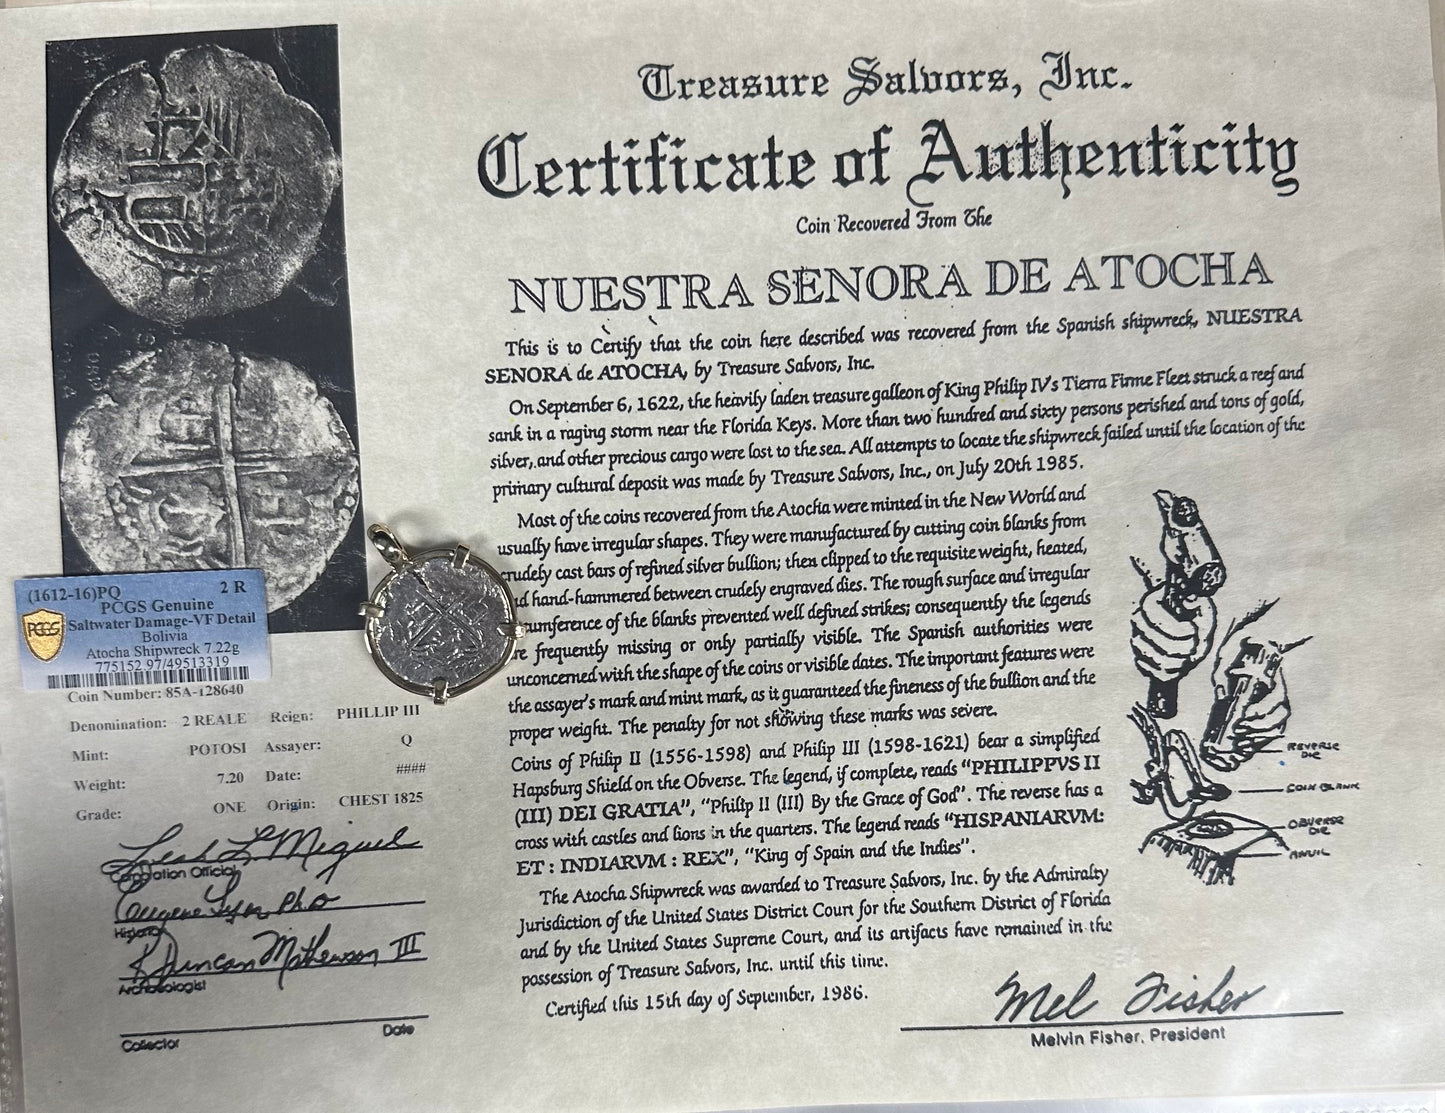 Treasure Salvors, Inc.
Certificate of Authenticity
Coin Recovered From The
NUESTRA SENORA DE ATOCHA
This is to Certify that the coin here described was recovered from the Spanish shipwreck, NUESTRA
SENORA de ATOCHA, by Treasure Salvors, Inc.
On September 6, 1622, the heavily laden treasure galleon of King Philip IV's Tierra Firme Fleet struck a reef and
sank in a raging storm near the Florida Keys. More than two hundred and sixty persons perished and tons of gold,
silver, and other precious cargo were lost to the sea. All attempts to locate the shipwreck failed until the location of the
primary cultural deposit was made by Treasure Salvors, Inc., on July 20th 1985.
Most of the coins recovered from the Atocha were minted in the New World and
usually have irregular shapes. They were manufactured by cutting coin blanks from
crudely cast bars of refined silver bullion; then clipped to the requisite weight, heated,
nd hand-hammered between crudely engraved dies. The rough surface and irregular
umference of the blanks prevented well defined strikes; consequently the legends
re frequently missing or only partially visible. The Spanish authorities were
unconcerned with the shape of the coins or visible dates. The important features were
the assayer's mark and mint mark, as it guaranteed the fineness of the bullion and the
proper weight. The penalty for not showing these marks was severe.
Coins of Philip II (1556-1598) and Philip III (1598-1621) bear a simplified
Hapsburg Shield on the Obverse. The legend, if complete, reads "PHILIPPVS II
(III) DEI GRATIA", "Philip II (III) By the Grace of God". The reverse has a
cross with castles and lions in the quarters. The legend reads "HISPANIARVM:
ET : INDIARVM : REX", "King of Spain and the Indies".
The Atocha Shipwreck was awarded to Treasure Salvors, Inc. by the Admiralty
Jurisdiction of the United States District Court for the Southern District of Florida
and by the United States Supreme Court, and its artifacts have remained in the
possession of Treasure Salvors, Inc. until this time.
Certified this 15th day of September, 1986.
Mel Fisher
Melvin Fisher, President
REVERSE
DIE
COIN BLANK
OBVERSE
DIE
ANVIL
(1612-16)PQ 2 R
PCGS Genuine
PCGS
Saltwater Damage-VF Detail
Bolivia
Atocha Shipwreck 7.22g
775152.97/49513319
Coin Number: 85A-128640
Denomination: 2 REALE Reign: PHILLIP III
Mint: POTOSI Assayer: Q
Weight: 7.20 Date: ####
Grade: ONE Origin: CHEST 1825
Leah L. Miguel
Official
Eugene Lyon PhD
R Duncan Mathewson III
Archaeologist
Date
Collector